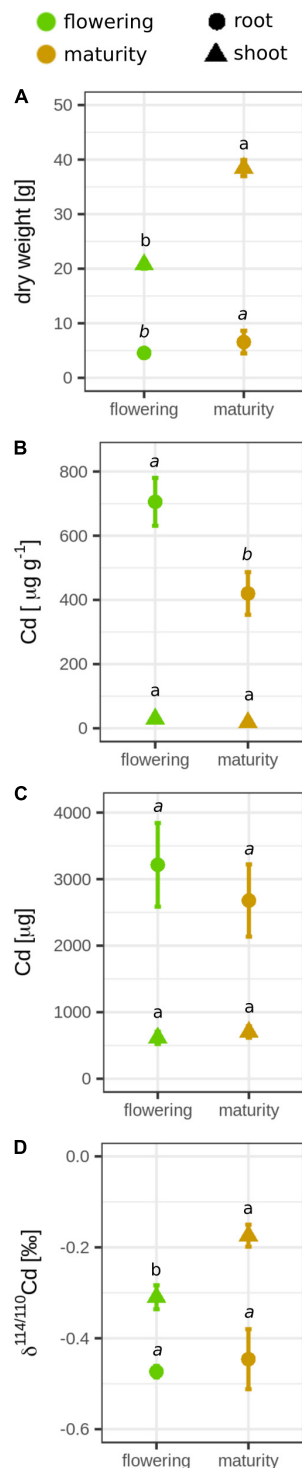 flowering root
maturity shoot
A
50
a
40
30
b
20
10
b
a
0
dry weight [g]
flowering maturity
B
a
800
600
b
400
200
a a
0
Cd [ µg g⁻¹]
flowering maturity
C
a
4000
a
3000
2000
a a
1000
0
Cd [µg]
flowering maturity
D
0.0
a
-0.2
b
a
a
-0.4
-0.6
δ¹¹⁴/¹¹⁰Cd [‰]
flowering maturity